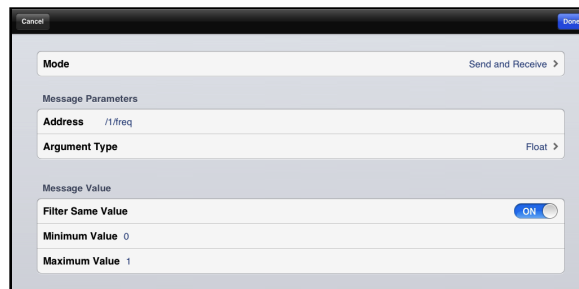 Cancel
Done
Mode Send and Receive
Message Parameters
Address /1/freq
Argument Type Float
Message Value
Filter Same Value ON
Minimum Value 0
Maximum Value 1